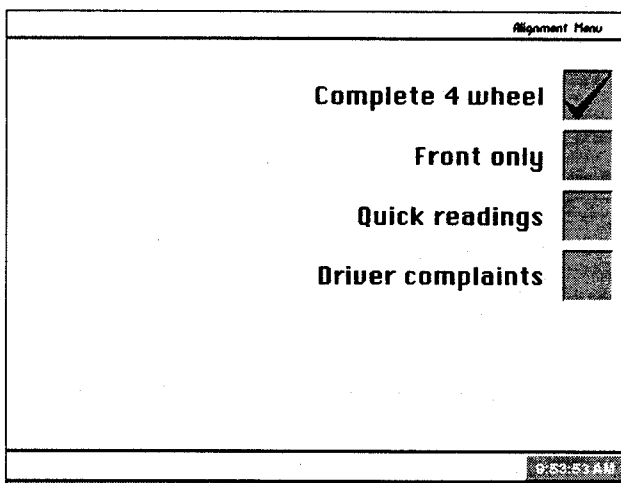 Alignment Menu
Complete 4 wheel
Front only
Quick readings
Driver complaints
9:53:53 AM